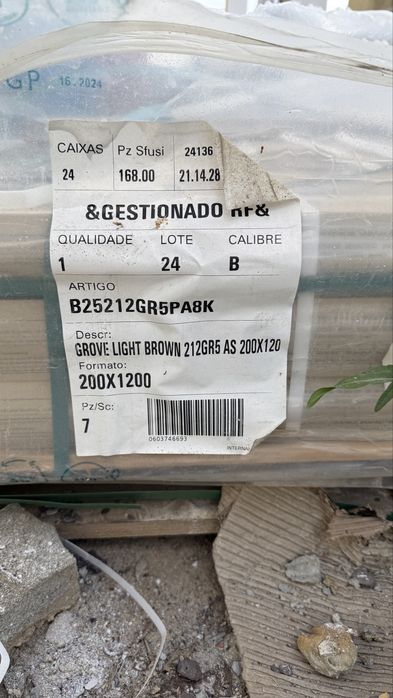 GP 16.2024
CAIXAS Pz Sfusi 24136
24 168.00 21.14.28
&GESTIONADO RF&
QUALIDADE LOTE CALIBRE
1 24 B
ARTIGO
B25212GR5PA8K
Descr:
GROVE LIGHT BROWN 212GR5 AS 200X120
Formato:
200X1200
Pz/Sc:
7
0603746693
INTERNAL